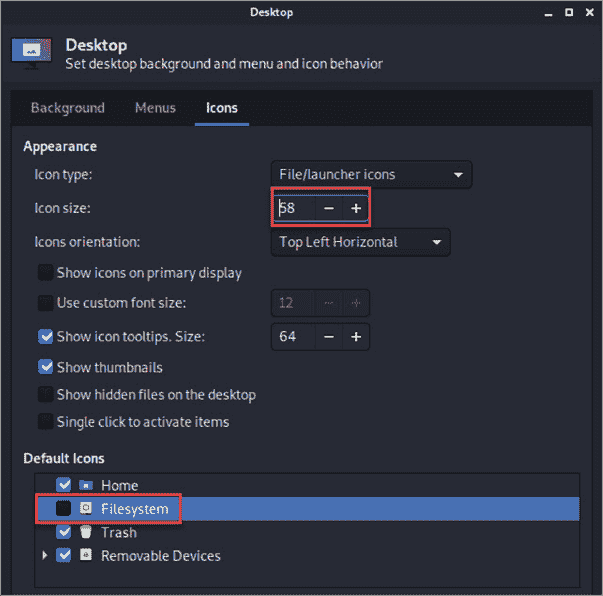 Desktop
Desktop
Set desktop background and menu and icon behavior
Background Menus Icons
Appearance
Icon type: File/launcher icons
Icon size: 58 − +
Icons orientation: Top Left Horizontal
Show icons on primary display
Use custom font size: 12 − +
Show icon tooltips. Size: 64 − +
Show thumbnails
Show hidden files on the desktop
Single click to activate items
Default Icons
Home
Filesystem
Trash
Removable Devices